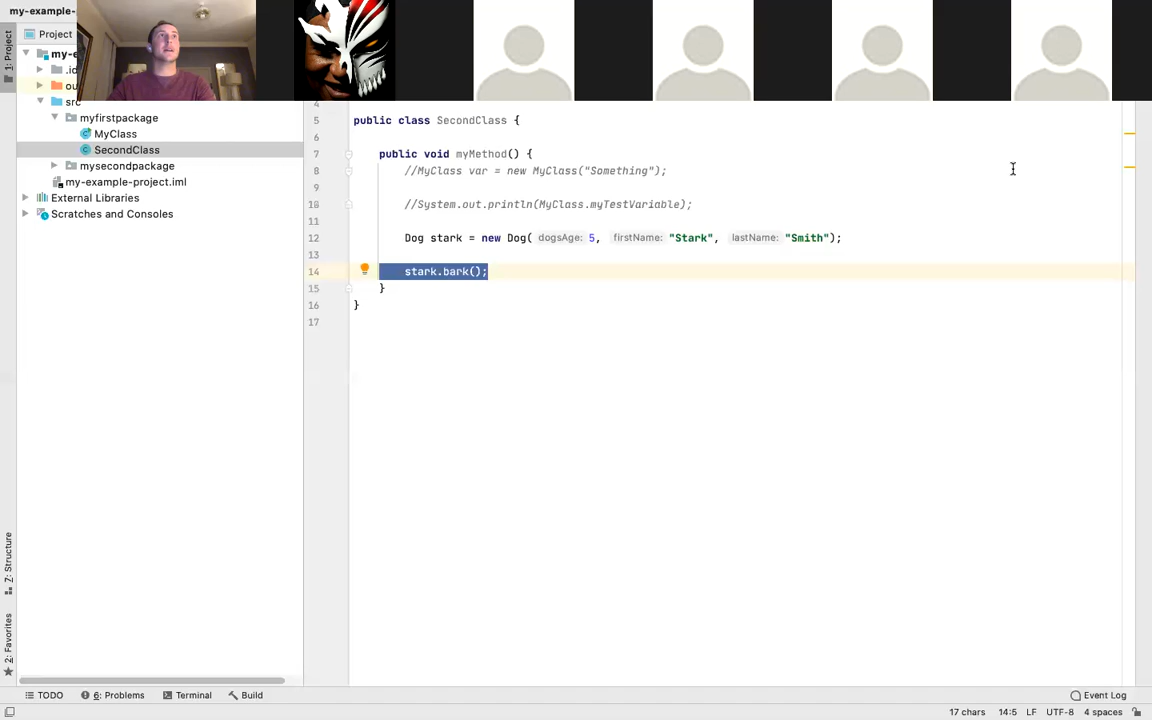 my-example-
1: Project
Project
my-e
.id
ou
src
myfirstpackage
MyClass
SecondClass
mysecondpackage
my-example-project.iml
External Libraries
Scratches and Consoles
4
5 public class SecondClass {
6
7 public void myMethod() {
8 //MyClass var = new MyClass("Something");
9
10 //System.out.println(MyClass.myTestVariable);
11
12 Dog stark = new Dog( dogsAge: 5, firstName: "Stark", lastName: "Smith");
13
14 stark.bark();
15 }
16 }
17
7: Structure
2: Favorites
TODO 6: Problems Terminal Build Event Log
17 chars 14:5 LF UTF-8 4 spaces